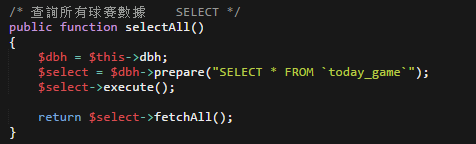 /* 查詢所有球賽數據    SELECT */
public function selectAll()
{
    $dbh = $this->dbh;
    $select = $dbh->prepare("SELECT * FROM `today_game`");
    $select->execute();

    return $select->fetchAll();
}